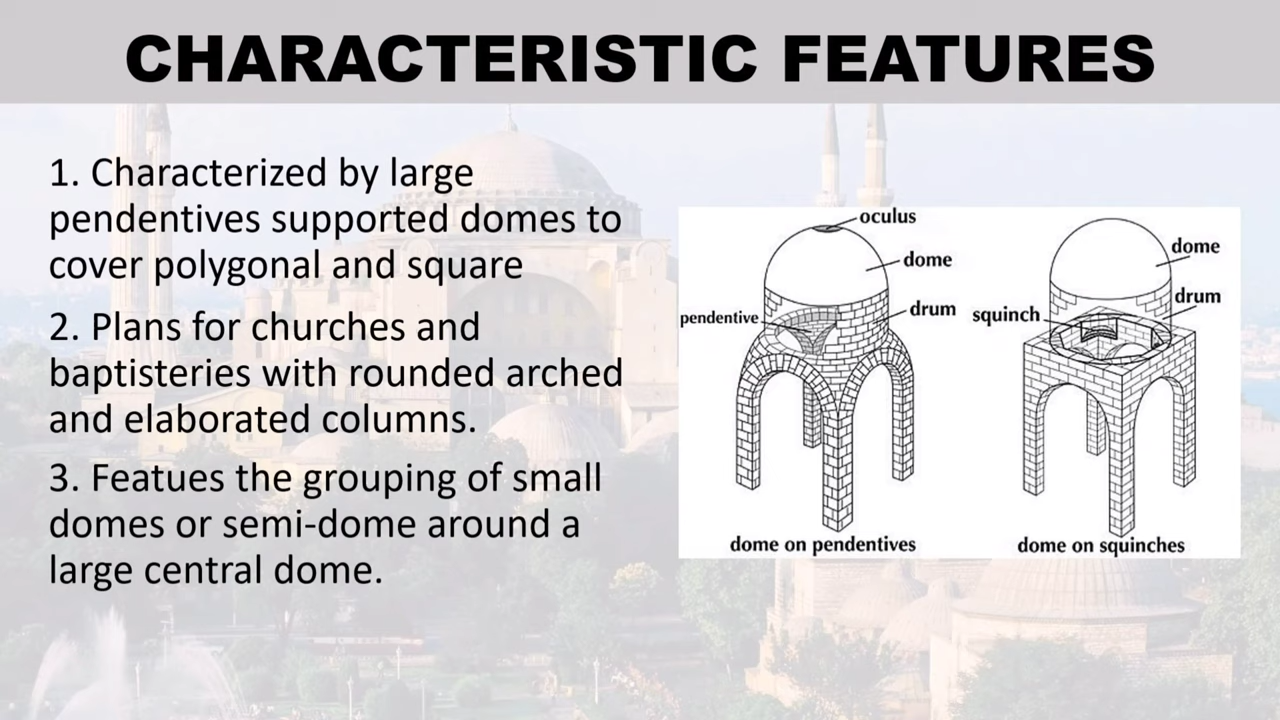 CHARACTERISTIC FEATURES
1. Characterized by large
pendentives supported domes to
cover polygonal and square
2. Plans for churches and
baptisteries with rounded arched
and elaborated columns.
3. Featues the grouping of small
domes or semi-dome around a
large central dome.
oculus
dome
drum
pendentive
dome on pendentives
dome
drum
squinch
dome on squinches